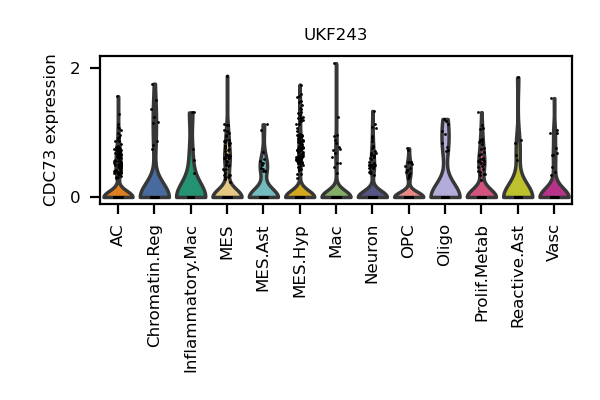 UKF243
CDC73 expression
2
0
AC
Chromatin.Reg
Inflammatory.Mac
MES
MES.Ast
MES.Hyp
Mac
Neuron
OPC
Oligo
Prolif.Metab
Reactive.Ast
Vasc